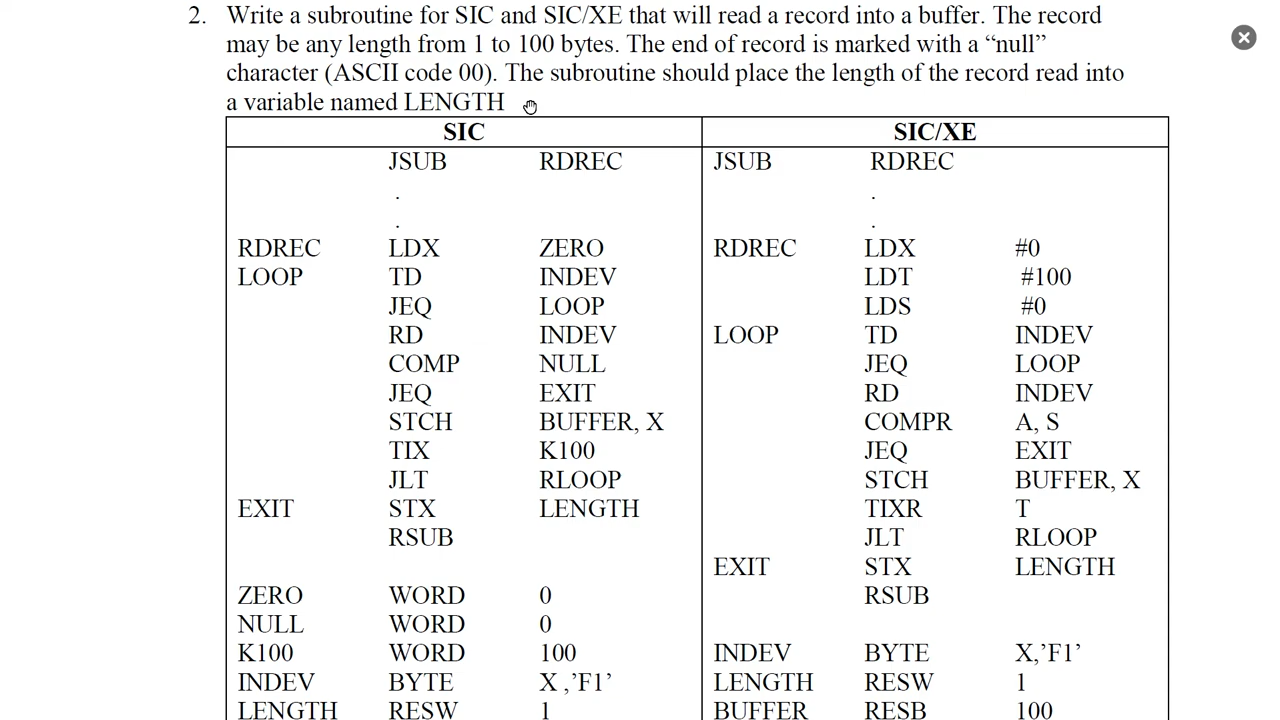 2. Write a subroutine for SIC and SIC/XE that will read a record into a buffer. The record
may be any length from 1 to 100 bytes. The end of record is marked with a “null”
character (ASCII code 00). The subroutine should place the length of the record read into
a variable named LENGTH
SIC SIC/XE
JSUB RDREC JSUB RDREC
. .
. .
RDREC LDX ZERO RDREC LDX #0
LOOP TD INDEV LDT #100
JEQ LOOP LDS #0
RD INDEV LOOP TD INDEV
COMP NULL JEQ LOOP
JEQ EXIT RD INDEV
STCH BUFFER, X COMPR A, S
TIX K100 JEQ EXIT
JLT RLOOP STCH BUFFER, X
EXIT STX LENGTH TIXR T
RSUB JLT RLOOP
EXIT STX LENGTH
ZERO WORD 0 RSUB
NULL WORD 0
K100 WORD 100 INDEV BYTE X,’F1’
INDEV BYTE X ,’F1’ LENGTH RESW 1
LENGTH RESW 1 BUFFER RESB 100